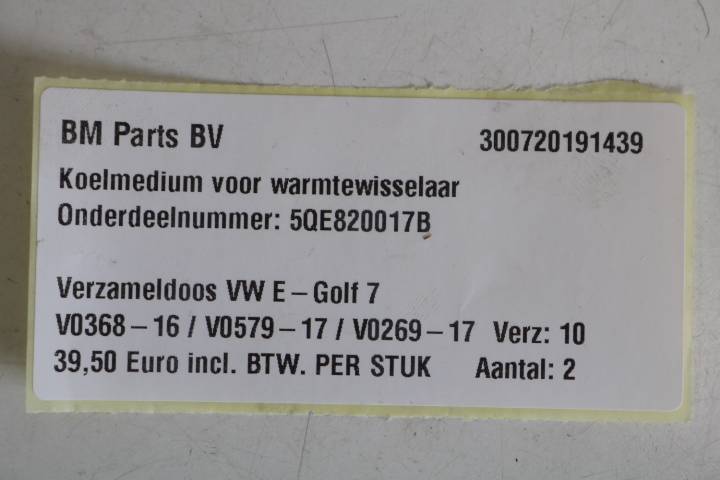 BM Parts BV 300720191439
Koelmedium voor warmtewisselaar
Onderdeelnummer: 5QE820017B
Verzameldoos VW E – Golf 7
V0368 – 16 / V0579 – 17 / V0269 – 17 Verz: 10
39,50 Euro incl. BTW. PER STUK Aantal: 2